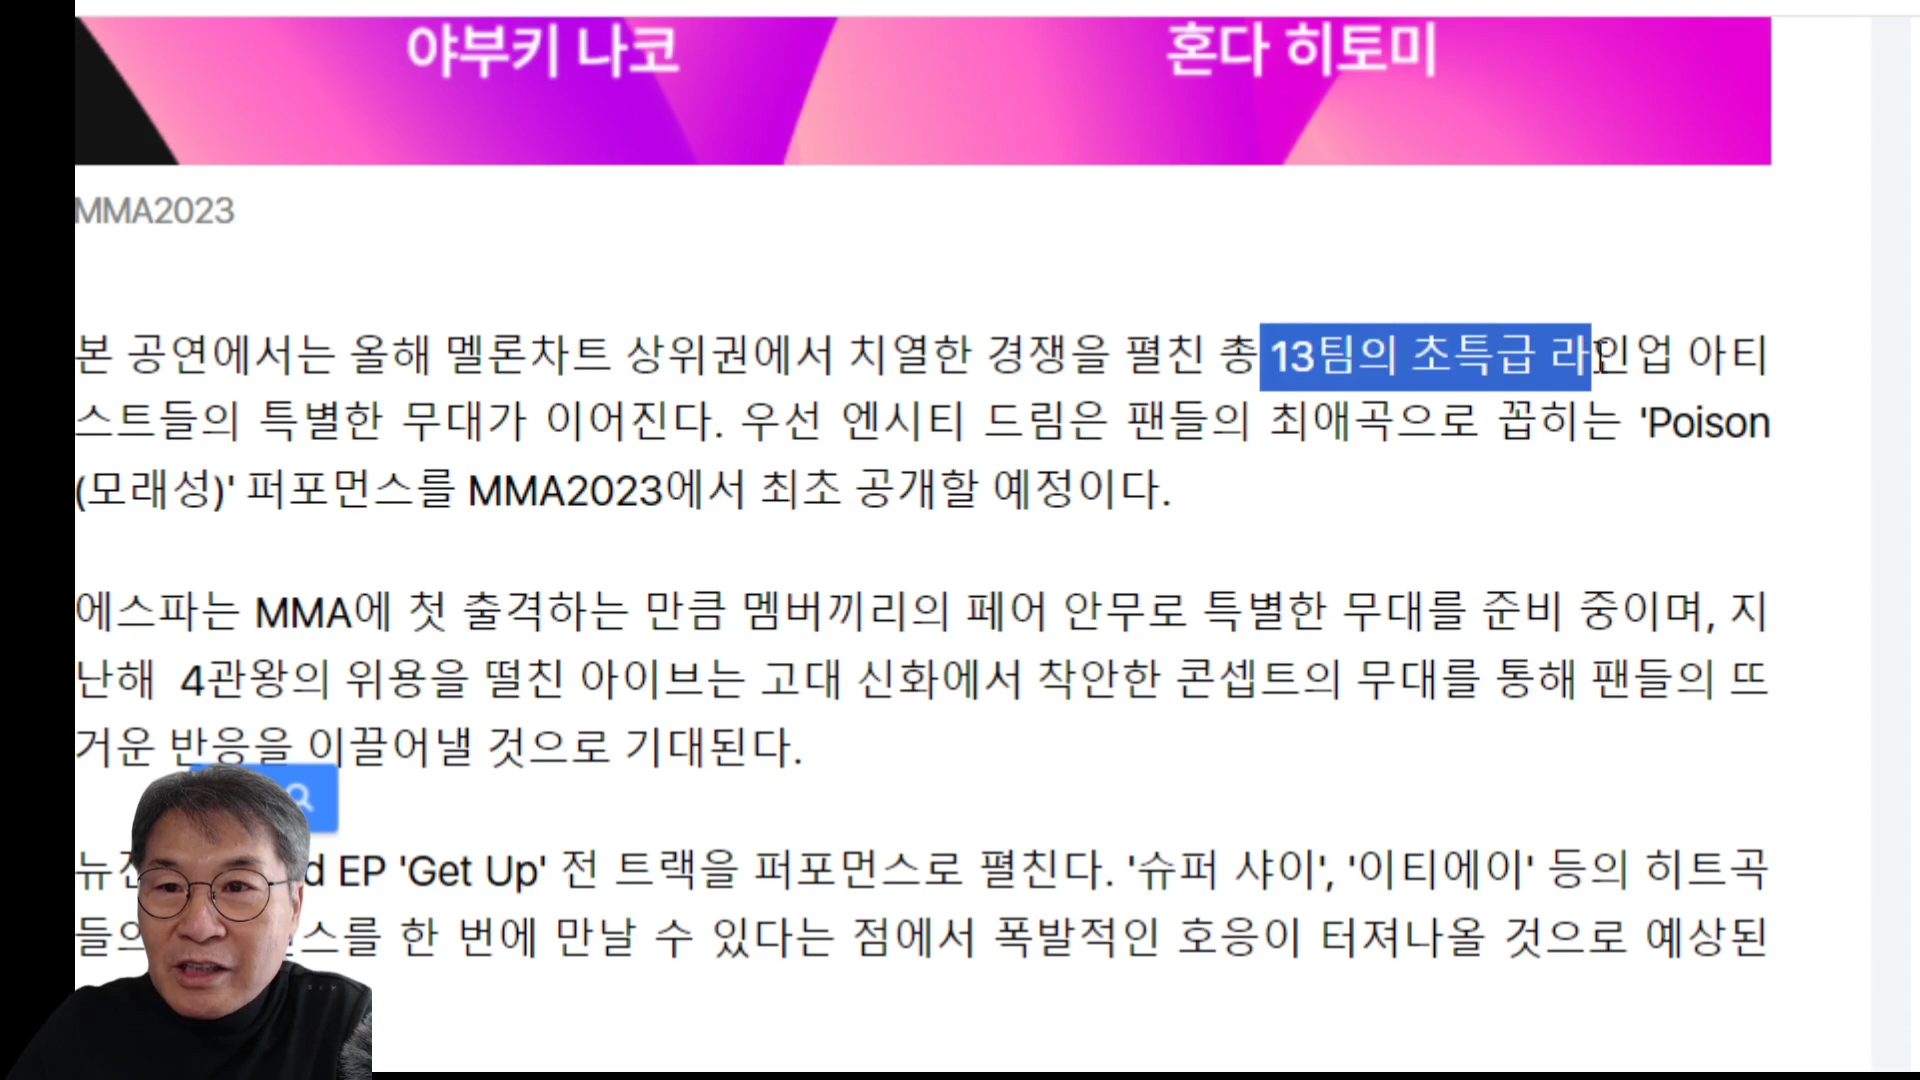 야부키 나코 혼다 히토미
MMA2023
본 공연에서는 올해 멜론차트 상위권에서 치열한 경쟁을 펼친 총 13팀의 초특급 라인업 아티
스트들의 특별한 무대가 이어진다. 우선 엔시티 드림은 팬들의 최애곡으로 꼽히는 'Poison
(모래성)' 퍼포먼스를 MMA2023에서 최초 공개할 예정이다.
에스파는 MMA에 첫 출격하는 만큼 멤버끼리의 페어 안무로 특별한 무대를 준비 중이며, 지
난해 4관왕의 위용을 떨친 아이브는 고대 신화에서 착안한 콘셉트의 무대를 통해 팬들의 뜨
거운 반응을 이끌어낼 것으로 기대된다.
EP 'Get Up' 전 트랙을 퍼포먼스로 펼친다. '슈퍼 샤이', '이티에이' 등의 히트곡
들의 한 번에 만날 수 있다는 점에서 폭발적인 호응이 터져나올 것으로 예상된